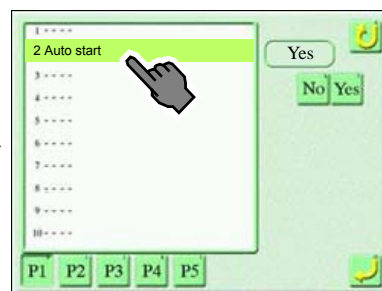 1 - - - -
2 Auto start
3 - - - -
4 - - - -
5 - - - -
6 - - - -
7 - - - -
8 - - - -
9 - - - -
10 - - - -
Yes
No Yes
P1 P2 P3 P4 P5